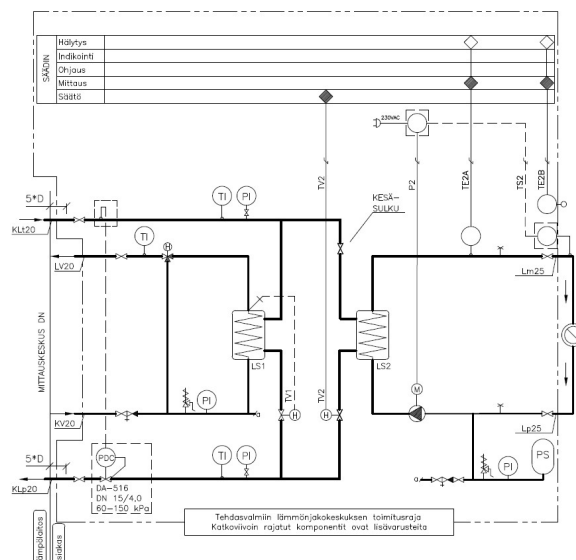 SÄÄDIN
Hälytys
Indikointi
Ohjaus
Mittaus
Säätö
230VAC
TV2
P2
TE2A
TS2
TE2B
5*D
KLt20
TI
PI
KESÄ-
SULKU
LV20
TI
H
Lm25
MITTAUSKESKUS DN
LS1
TV1
TV2
LS2
H
H
M
PI
a
KV20
Lp25
5*D
PDC
TI
PI
a
PI
PS
KLp20
DA-516
DN 15/4,0
60-150 kPa
Tehdasvalmiin lämmönjakokeskuksen toimitusraja
Katkoviivoin rajatut komponentit ovat lisävarusteita